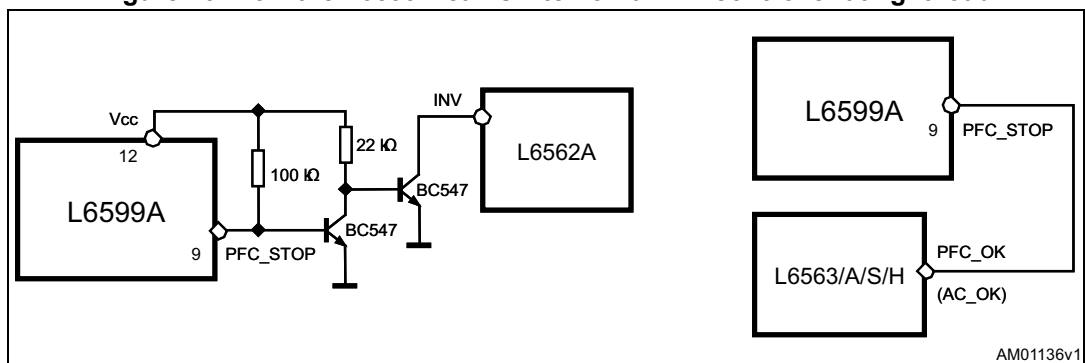 Vcc
12
L6599A
9
PFC_STOP
100 kΩ
22 kΩ
BC547
BC547
INV
L6562A
L6599A
9
PFC_STOP
PFC_OK
L6563/A/S/H
(AC_OK)
AM01136v1